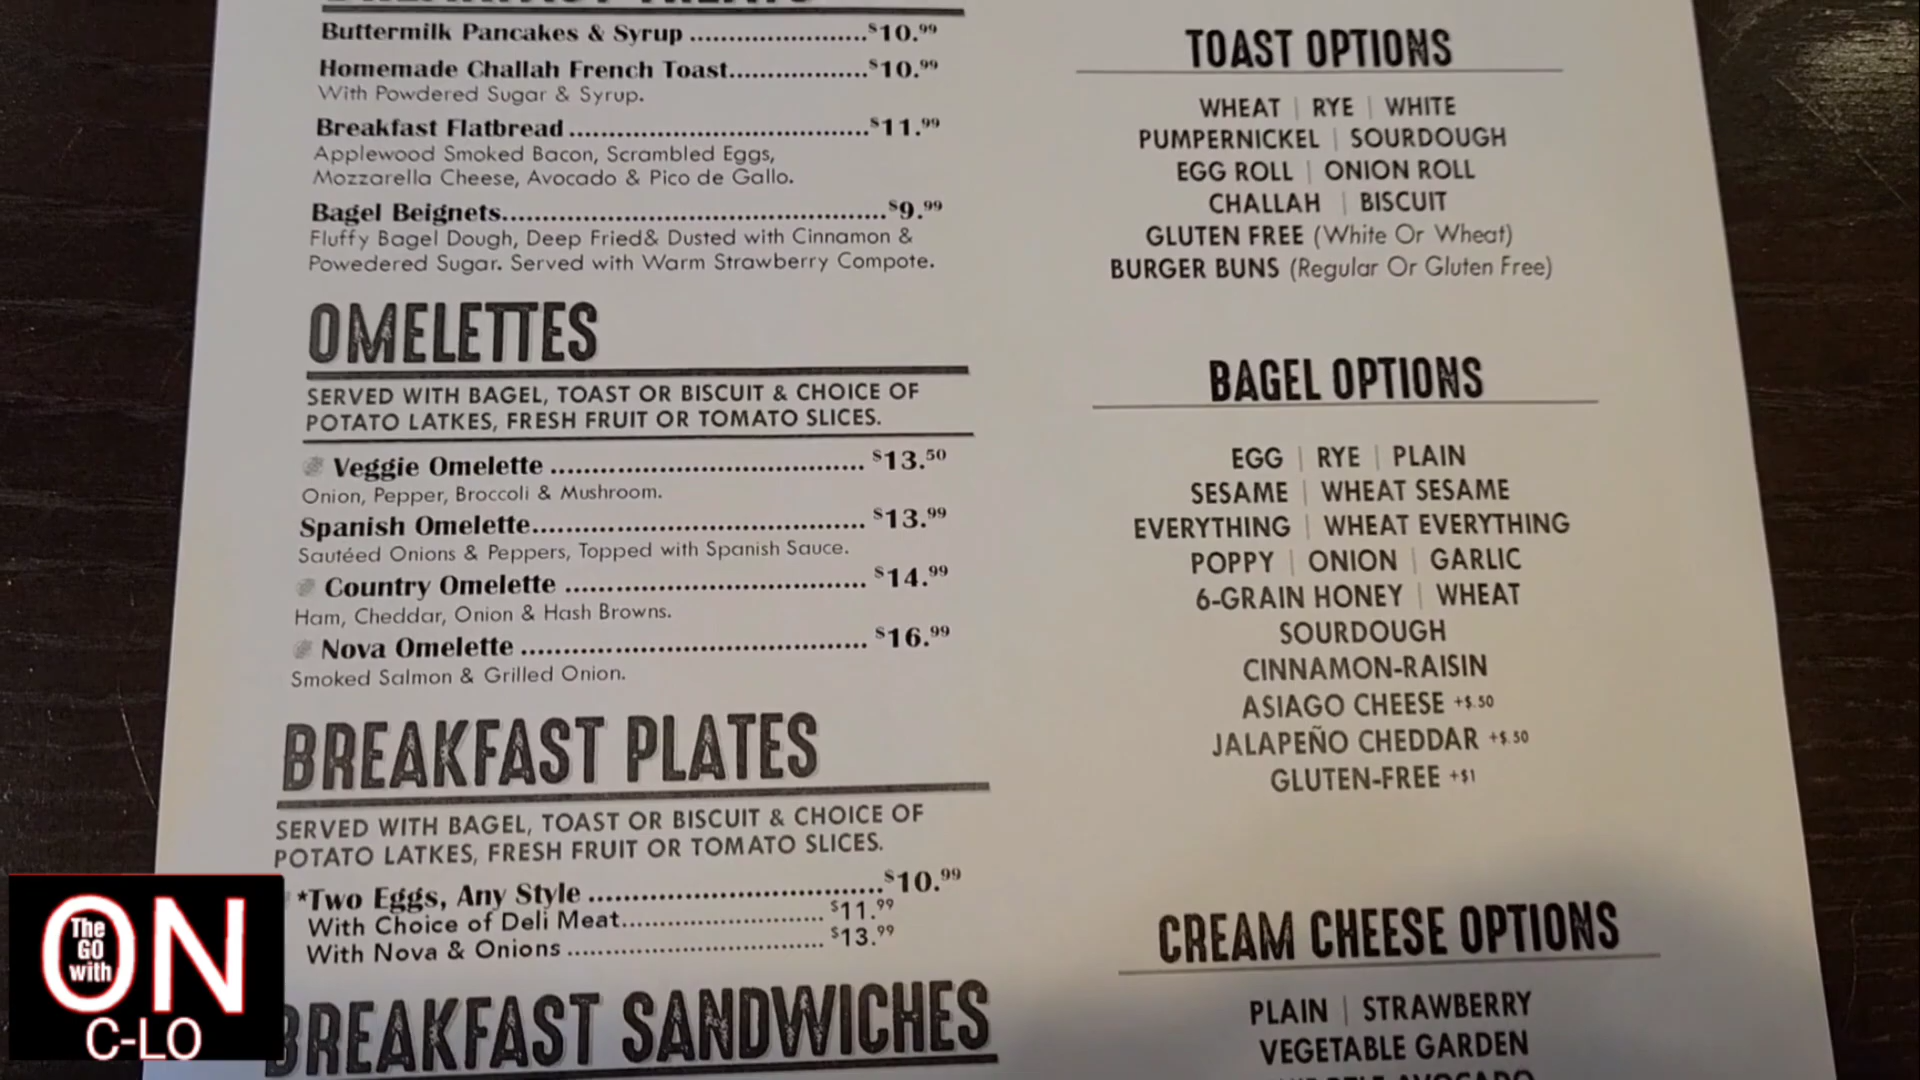 BREAKFAST TREATS
Buttermilk Pancakes & Syrup ......................$10.99
Homemade Challah French Toast.................$10.99
With Powdered Sugar & Syrup.
Breakfast Flatbread .....................................$11.99
Applewood Smoked Bacon, Scrambled Eggs,
Mozzarella Cheese, Avocado & Pico de Gallo.
Bagel Beignets...............................................$9.99
Fluffy Bagel Dough, Deep Fried& Dusted with Cinnamon &
Powedered Sugar. Served with Warm Strawberry Compote.
OMELETTES
SERVED WITH BAGEL, TOAST OR BISCUIT & CHOICE OF
POTATO LATKES, FRESH FRUIT OR TOMATO SLICES.
Veggie Omelette ...................................... $13.50
Onion, Pepper, Broccoli & Mushroom.
Spanish Omelette........................................ $13.99
Sautéed Onions & Peppers, Topped with Spanish Sauce.
Country Omelette ..................................... $14.99
Ham, Cheddar, Onion & Hash Browns.
Nova Omelette .......................................... $16.99
Smoked Salmon & Grilled Onion.
BREAKFAST PLATES
SERVED WITH BAGEL, TOAST OR BISCUIT & CHOICE OF
POTATO LATKES, FRESH FRUIT OR TOMATO SLICES.
*Two Eggs, Any Style ....................................$10.99
With Choice of Deli Meat......................... $11.99
With Nova & Onions ................................ $13.99
BREAKFAST SANDWICHES
TOAST OPTIONS
WHEAT | RYE | WHITE
PUMPERNICKEL | SOURDOUGH
EGG ROLL | ONION ROLL
CHALLAH | BISCUIT
GLUTEN FREE (White Or Wheat)
BURGER BUNS (Regular Or Gluten Free)
BAGEL OPTIONS
EGG | RYE | PLAIN
SESAME | WHEAT SESAME
EVERYTHING | WHEAT EVERYTHING
POPPY | ONION | GARLIC
6-GRAIN HONEY | WHEAT
SOURDOUGH
CINNAMON-RAISIN
ASIAGO CHEESE +$.50
JALAPEÑO CHEDDAR +$.50
GLUTEN-FREE +$1
CREAM CHEESE OPTIONS
PLAIN | STRAWBERRY
VEGETABLE GARDEN
AVOCADO
ON
The
GO
with
C-LO